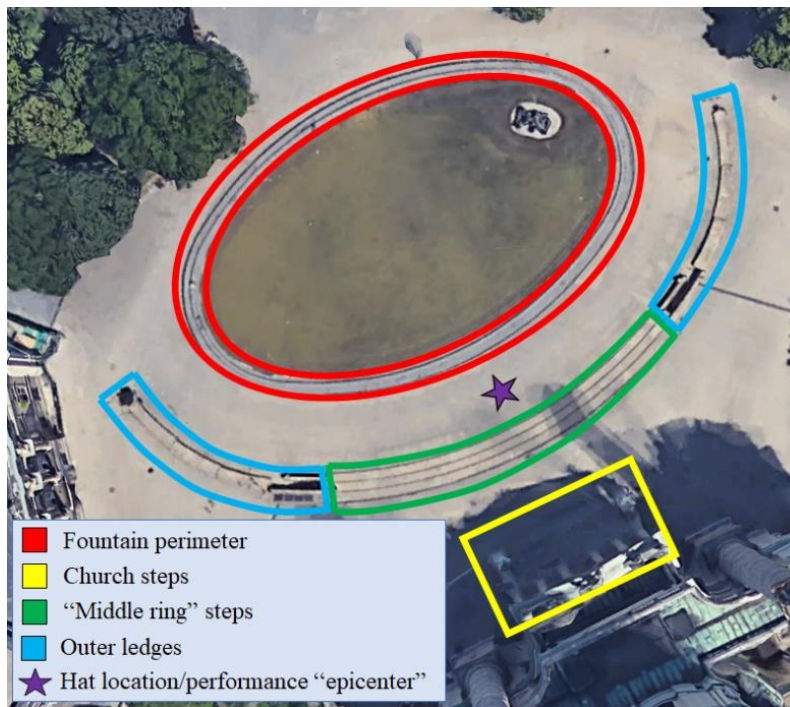 Fountain perimeter
Church steps
“Middle ring” steps
Outer ledges
Hat location/performance “epicenter”